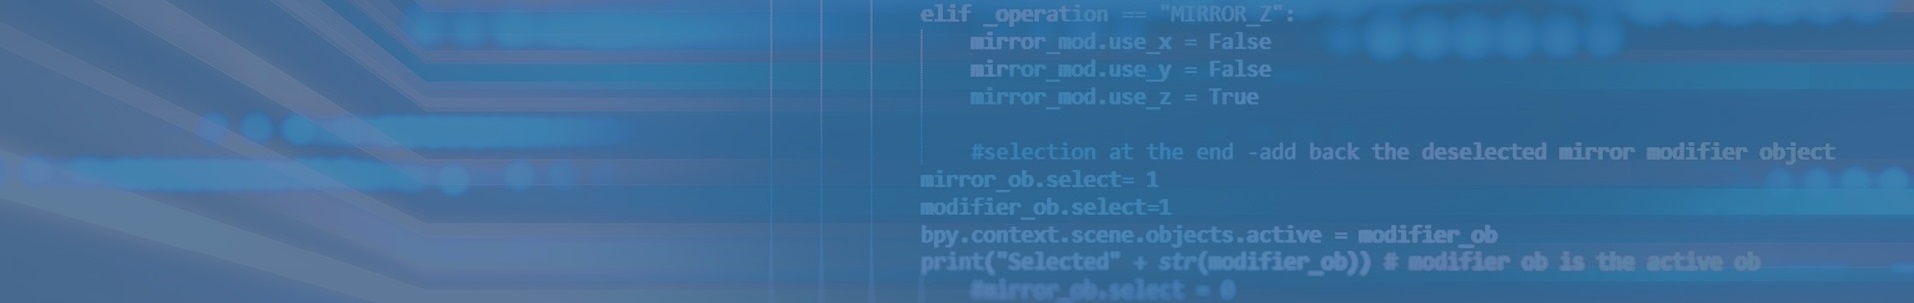 elif _operation == "MIRROR_Z":
mirror_mod.use_x = False
mirror_mod.use_y = False
mirror_mod.use_z = True
#selection at the end -add back the deselected mirror modifier object
mirror_ob.select= 1
modifier_ob.select=1
bpy.context.scene.objects.active = modifier_ob
print("Selected" + str(modifier_ob)) # modifier ob is the active ob
#mirror_ob.select = 0